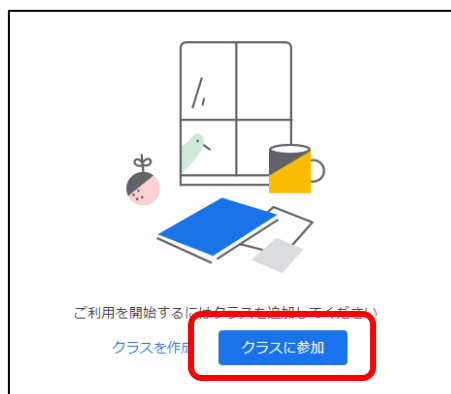 ご利用を開始するにはクラスを追加してください
クラスを作成
クラスに参加